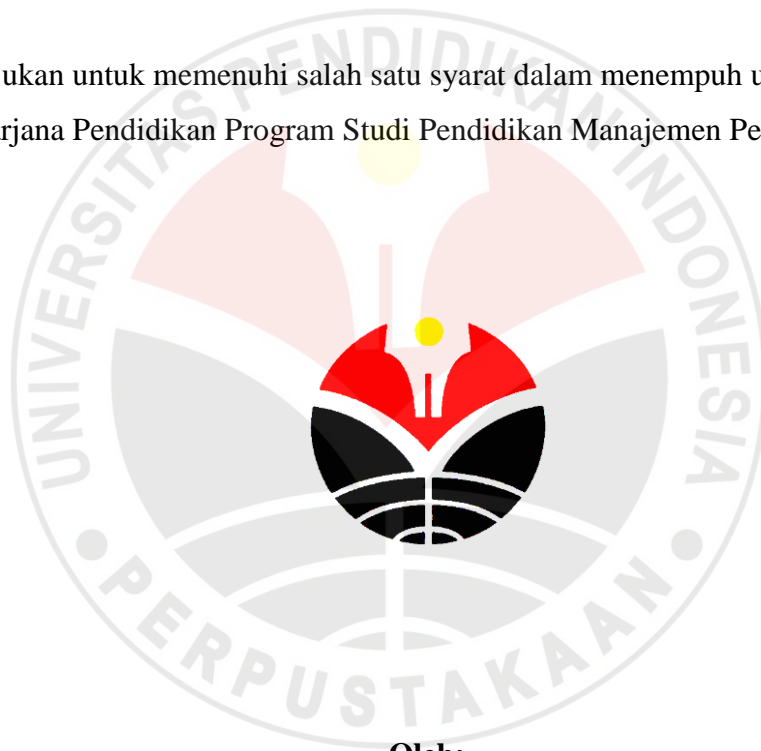 ukan untuk memenuhi salah satu syarat dalam menempuh u
rjana Pendidikan Program Studi Pendidikan Manajemen Pe
UNIVERSITAS PENDIDIKAN INDONESIA
PERPUSTAKAAN